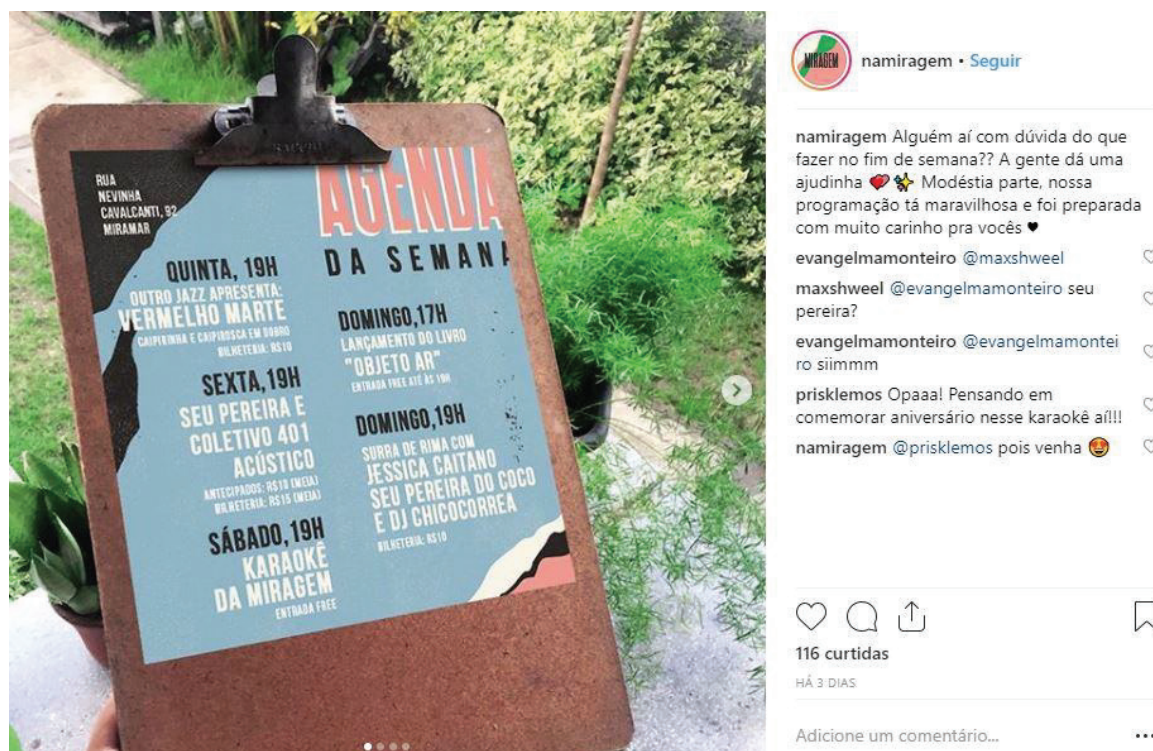 RUA
NEVINHA
CAVALCANTI, 92
MIRAMAR
AGENDA
DA SEMANA
QUINTA, 19H
OUTRO JAZZ APRESENTA:
VERMELHO MARTE
CAIPIRINHA E CAIPIROSCA EM DOBRO
BILHETERIA: R$10
SEXTA, 19H
SEU PEREIRA E
COLETIVO 401
ACÚSTICO
ANTECIPADOS: R$10 (MEIA)
BILHETERIA: R$15 (MEIA)
SÁBADO, 19H
KARAOKÊ
DA MIRAGEM
ENTRADA FREE
DOMINGO, 17H
LANÇAMENTO DO LIVRO
"OBJETO AR"
ENTRADA FREE ATÉ ÀS 19H
DOMINGO, 19H
SURRA DE RIMA COM
JESSICA CAITANO
SEU PEREIRA DO COCO
E DJ CHICOCORREA
BILHETERIA: R$10
MIRAGEM
namiragem • Seguir
namiragem Alguém aí com dúvida do que
fazer no fim de semana?? A gente dá uma
ajudinha 💕✨ Modéstia parte, nossa
programação tá maravilhosa e foi preparada
com muito carinho pra vocês ♥
evangelmamonteiro @maxshweel
maxshweel @evangelmamonteiro seu
pereira?
evangelmamonteiro @evangelmamontei
ro siimmm
prisklemos Opaaa! Pensando em
comemorar aniversário nesse karaokê aí!!!
namiragem @prisklemos pois venha 🤩
116 curtidas
HÁ 3 DIAS
Adicione um comentário...